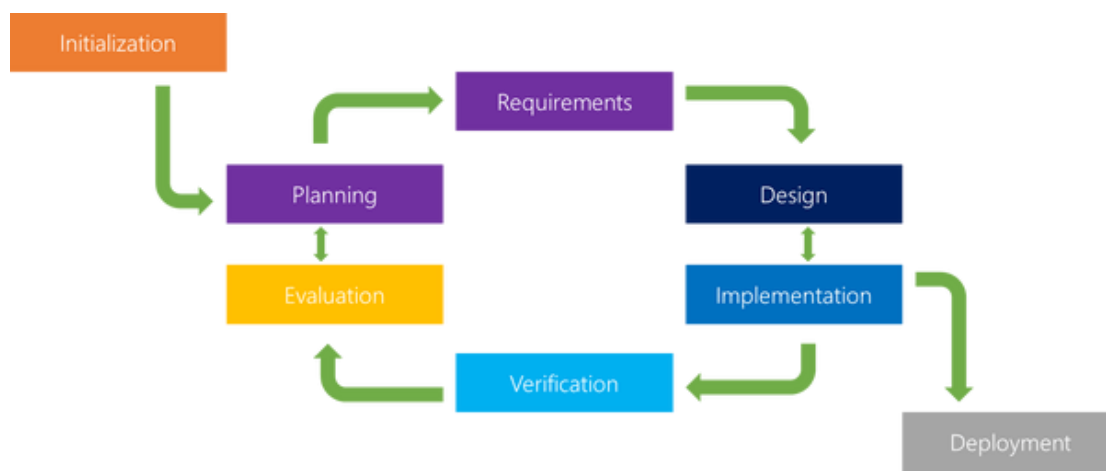 Initialization
Requirements
Planning
Design
Evaluation
Implementation
Verification
Deployment